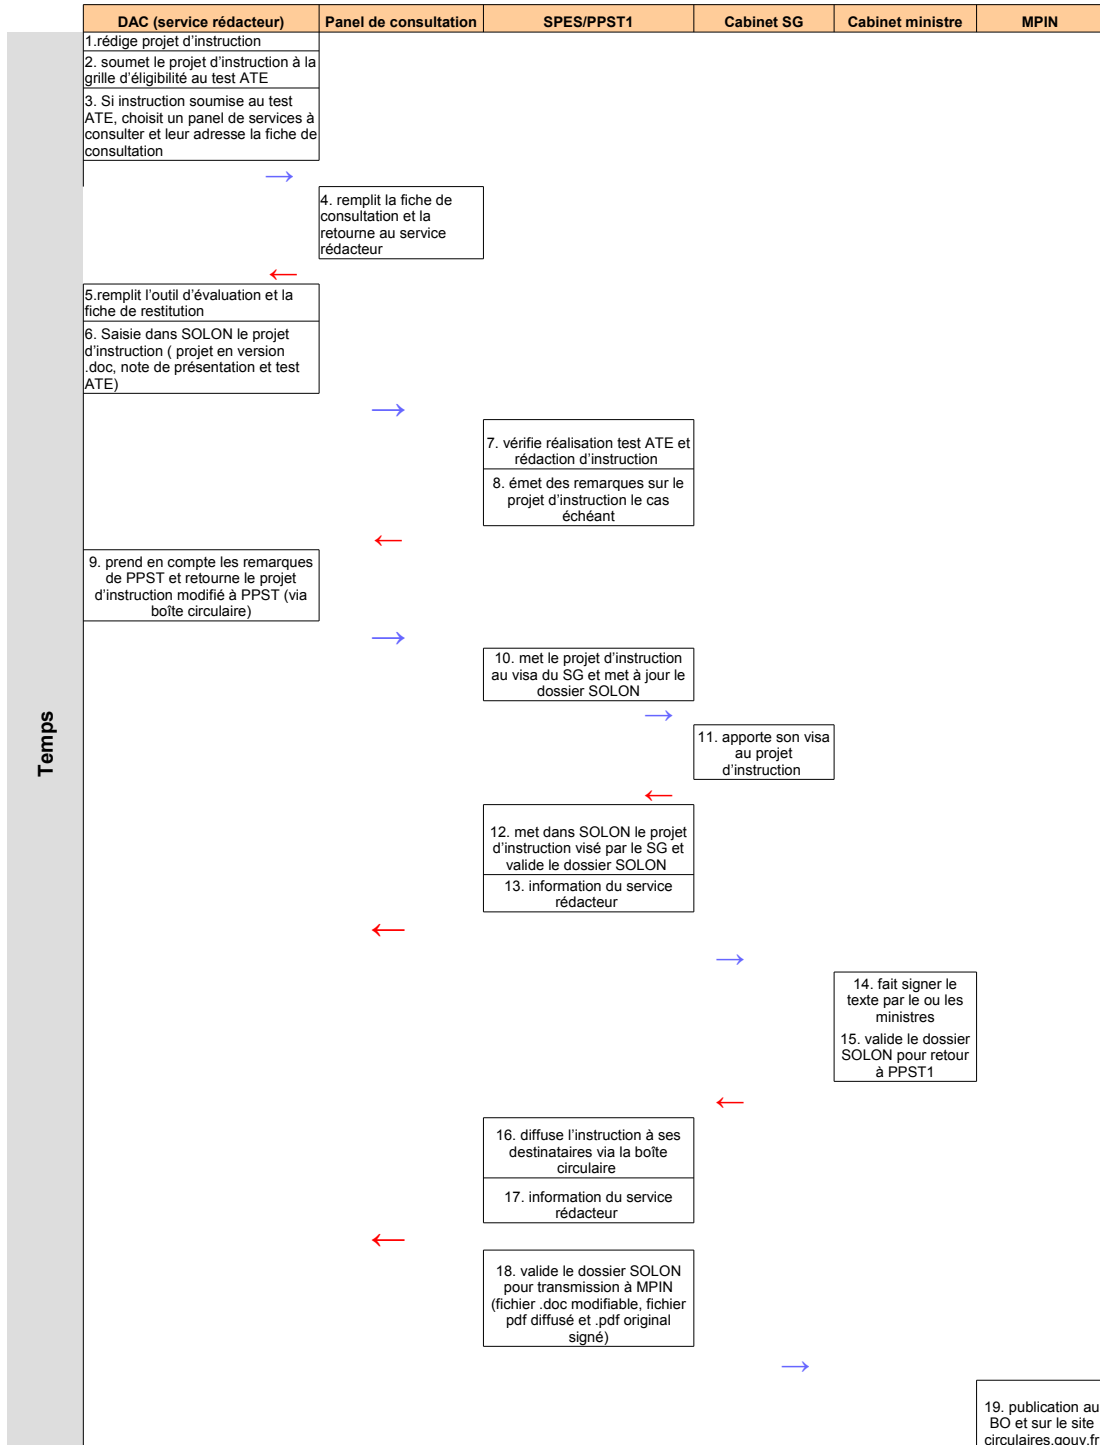 DAC (service rédacteur) Panel de consultation SPES/PPST1 Cabinet SG Cabinet ministre MPIN
Temps
1.rédige projet d'instruction
2. soumet le projet d'instruction à la
grille d'éligibilité au test ATE
3. Si instruction soumise au test
ATE, choisit un panel de services à
consulter et leur adresse la fiche de
consultation
→
4. remplit la fiche de
consultation et la
retourne au service
rédacteur
←
5.remplit l'outil d'évaluation et la
fiche de restitution
6. Saisie dans SOLON le projet
d'instruction ( projet en version
.doc, note de présentation et test
ATE)
→
7. vérifie réalisation test ATE et
rédaction d'instruction
8. émet des remarques sur le
projet d'instruction le cas
échéant
←
9. prend en compte les remarques
de PPST et retourne le projet
d'instruction modifié à PPST (via
boîte circulaire)
→
10. met le projet d'instruction
au visa du SG et met à jour le
dossier SOLON
→
11. apporte son visa
au projet
d'instruction
←
12. met dans SOLON le projet
d'instruction visé par le SG et
valide le dossier SOLON
13. information du service
rédacteur
←
→
14. fait signer le
texte par le ou les
ministres
15. valide le dossier
SOLON pour retour
à PPST1
←
16. diffuse l'instruction à ses
destinataires via la boîte
circulaire
17. information du service
rédacteur
←
18. valide le dossier SOLON
pour transmission à MPIN
(fichier .doc modifiable, fichier
pdf diffusé et .pdf original
signé)
→
19. publication au
BO et sur le site
circulaires.gouv.fr